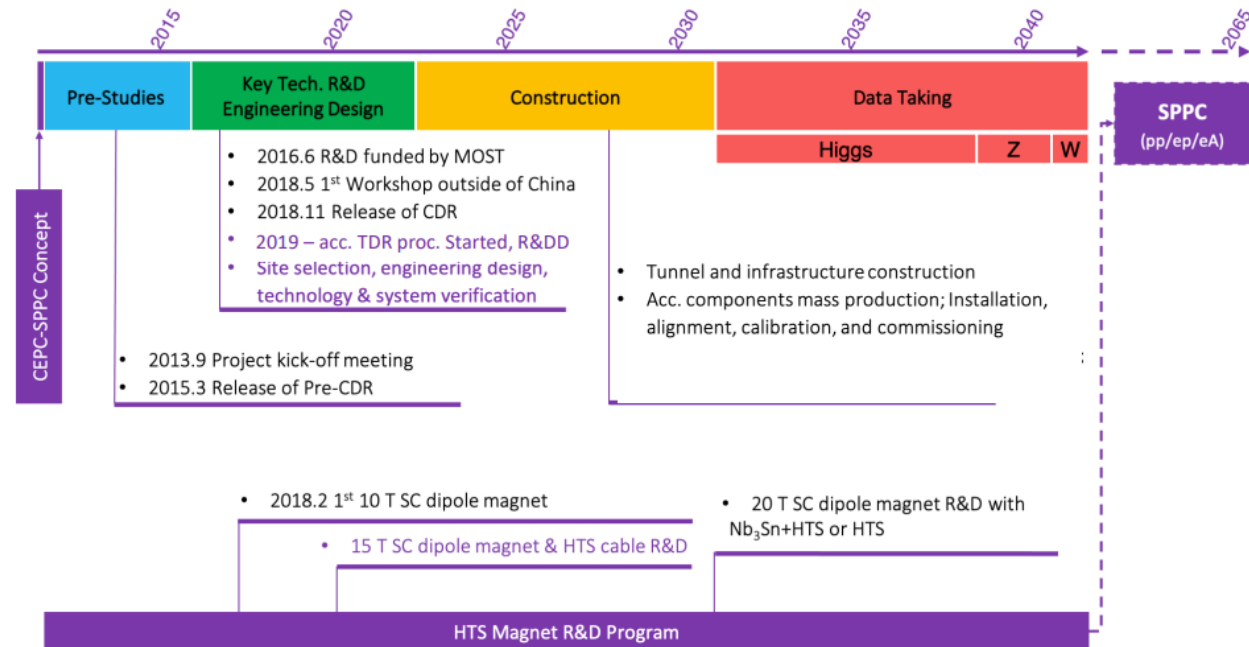 2015
2020
2025
2030
2035
2040
2065
Pre-Studies
Key Tech. R&D
Engineering Design
Construction
Data Taking
SPPC
(pp/ep/eA)
Higgs
Z
W
CEPC-SPPC Concept
• 2016.6 R&D funded by MOST
• 2018.5 1st Workshop outside of China
• 2018.11 Release of CDR
• 2019 – acc. TDR proc. Started, R&DD
• Site selection, engineering design,
technology & system verification
• Tunnel and infrastructure construction
• Acc. components mass production; Installation,
alignment, calibration, and commissioning
:
• 2013.9 Project kick-off meeting
• 2015.3 Release of Pre-CDR
• 2018.2 1st 10 T SC dipole magnet
• 15 T SC dipole magnet & HTS cable R&D
• 20 T SC dipole magnet R&D with
Nb3Sn+HTS or HTS
HTS Magnet R&D Program